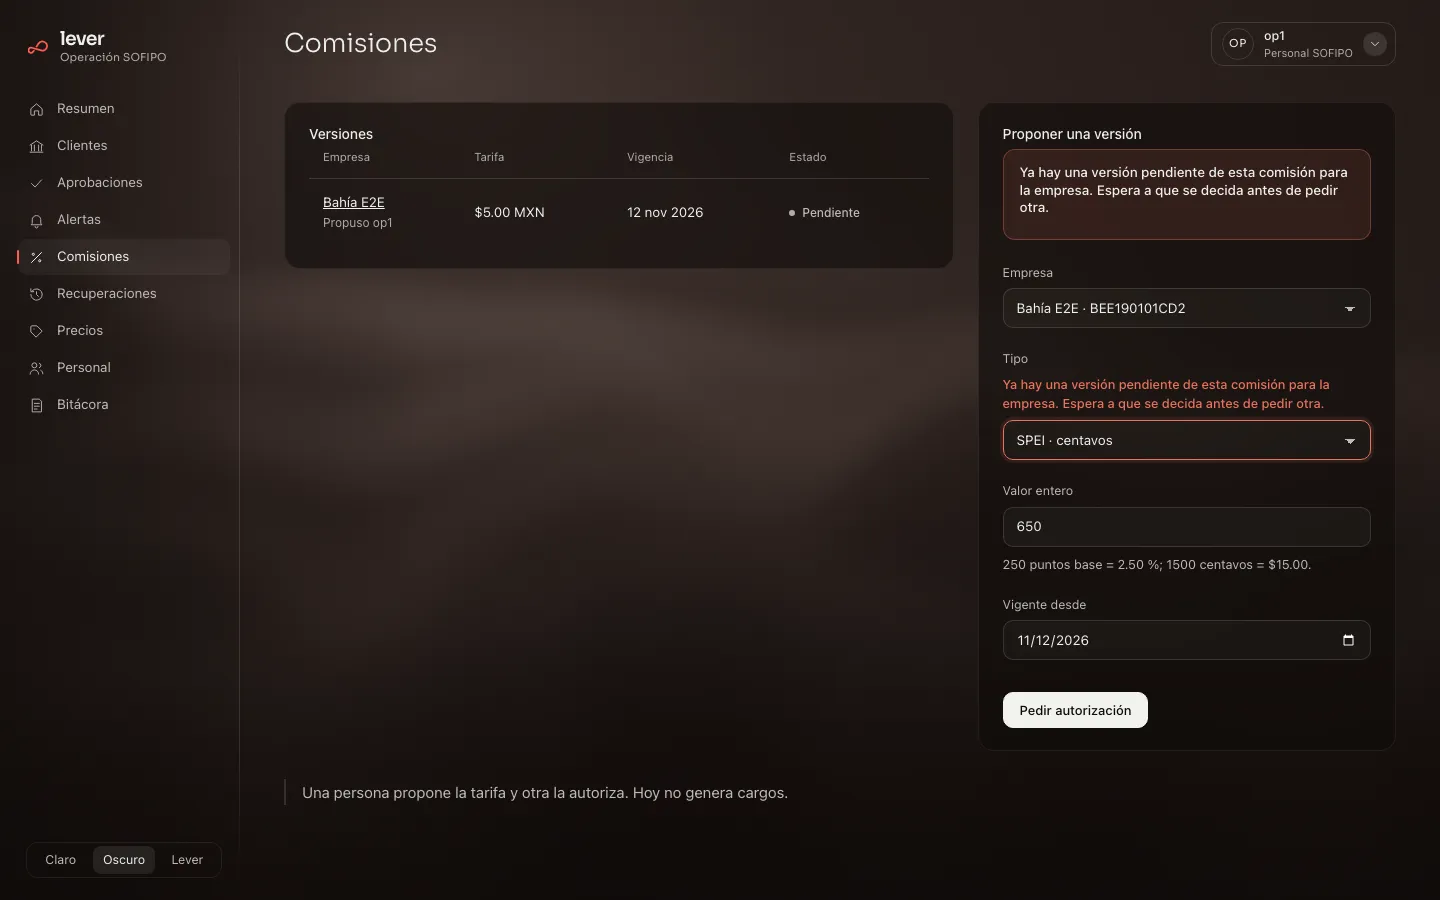 lever
Operación SOFIPO
Resumen
Clientes
Aprobaciones
Alertas
Comisiones
Recuperaciones
Precios
Personal
Bitácora
Claro
Oscuro
Lever
Comisiones
OP
op1
Personal SOFIPO
Versiones
Empresa
Tarifa
Vigencia
Estado
Bahía E2E
Propuso op1
$5.00 MXN
12 nov 2026
Pendiente
Proponer una versión
Ya hay una versión pendiente de esta comisión para
la empresa. Espera a que se decida antes de pedir
otra.
Empresa
Bahía E2E · BEE190101CD2
Tipo
Ya hay una versión pendiente de esta comisión para la
empresa. Espera a que se decida antes de pedir otra.
SPEI · centavos
Valor entero
650
250 puntos base = 2.50 %; 1500 centavos = $15.00.
Vigente desde
11/12/2026
Pedir autorización
Una persona propone la tarifa y otra la autoriza. Hoy no genera cargos.